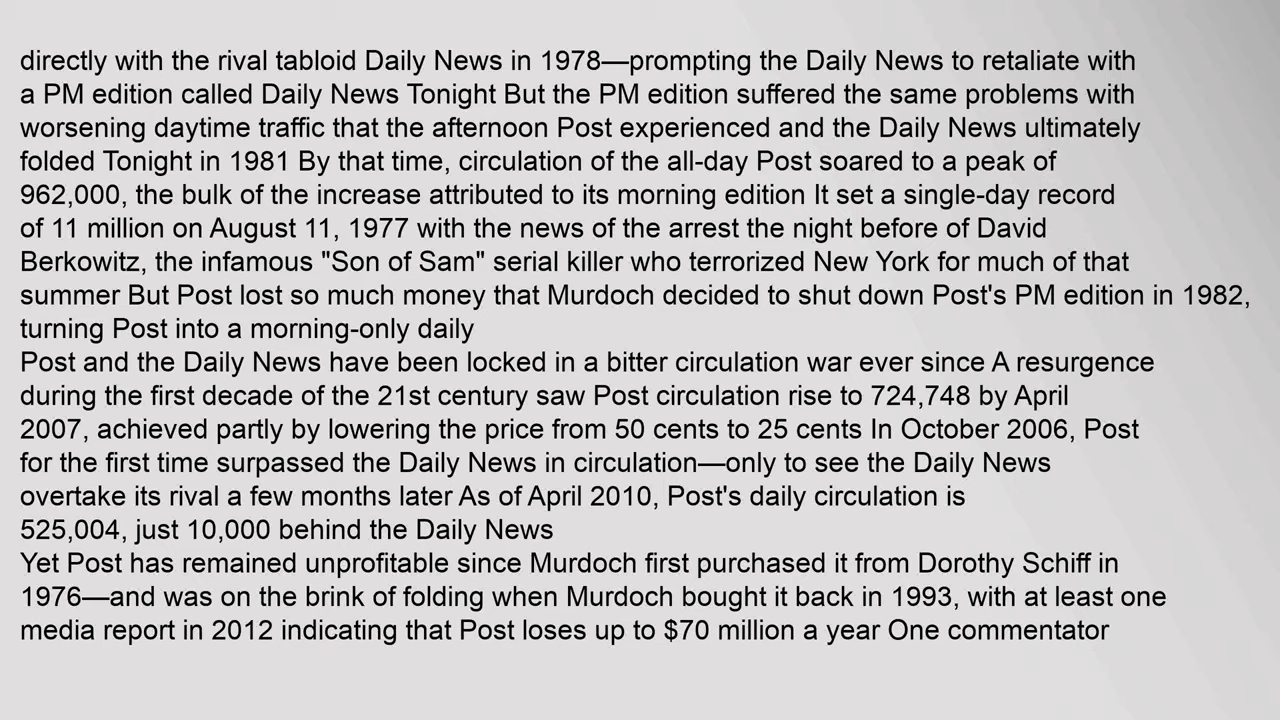 directly with the rival tabloid Daily News in 1978—prompting the Daily News to retaliate with
a PM edition called Daily News Tonight But the PM edition suffered the same problems with
worsening daytime traffic that the afternoon Post experienced and the Daily News ultimately
folded Tonight in 1981 By that time, circulation of the all-day Post soared to a peak of
962,000, the bulk of the increase attributed to its morning edition It set a single-day record
of 11 million on August 11, 1977 with the news of the arrest the night before of David
Berkowitz, the infamous "Son of Sam" serial killer who terrorized New York for much of that
summer But Post lost so much money that Murdoch decided to shut down Post's PM edition in 1982,
turning Post into a morning-only daily
Post and the Daily News have been locked in a bitter circulation war ever since A resurgence
during the first decade of the 21st century saw Post circulation rise to 724,748 by April
2007, achieved partly by lowering the price from 50 cents to 25 cents In October 2006, Post
for the first time surpassed the Daily News in circulation—only to see the Daily News
overtake its rival a few months later As of April 2010, Post's daily circulation is
525,004, just 10,000 behind the Daily News
Yet Post has remained unprofitable since Murdoch first purchased it from Dorothy Schiff in
1976—and was on the brink of folding when Murdoch bought it back in 1993, with at least one
media report in 2012 indicating that Post loses up to $70 million a year One commentator